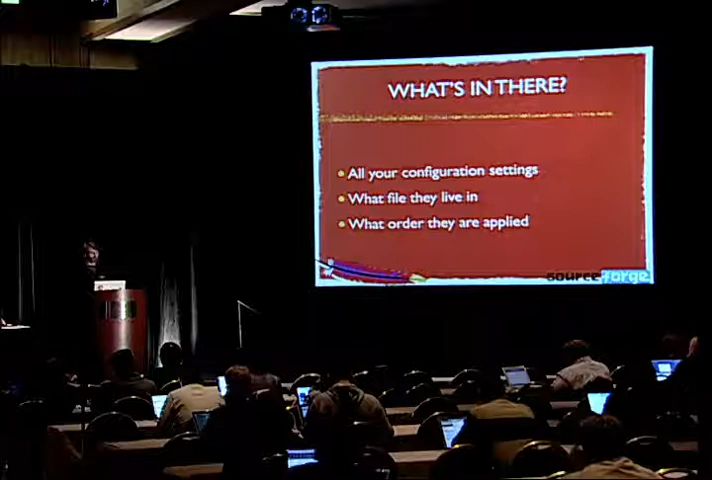 WHAT'S IN THERE?
All your configuration settings
What file they live in
What order they are applied
sourceforge